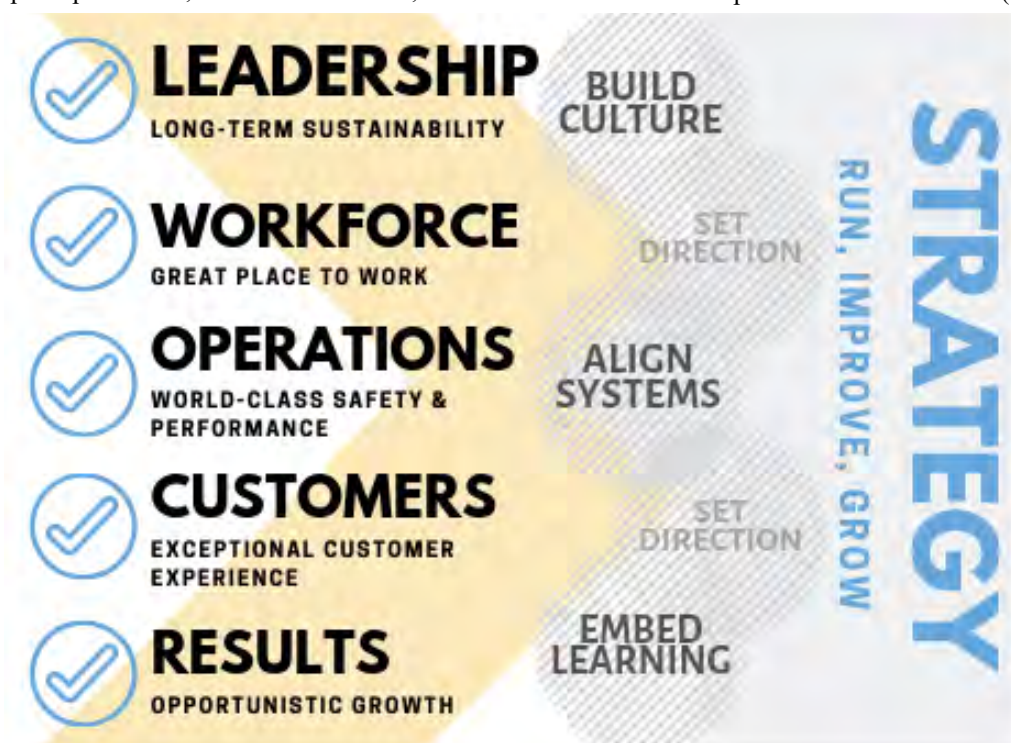 LEADERSHIP
LONG-TERM SUSTAINABILITY
WORKFORCE
GREAT PLACE TO WORK
OPERATIONS
WORLD-CLASS SAFETY &
PERFORMANCE
CUSTOMERS
EXCEPTIONAL CUSTOMER
EXPERIENCE
RESULTS
OPPORTUNISTIC GROWTH
BUILD
CULTURE
SET
DIRECTION
ALIGN
SYSTEMS
SET
DIRECTION
EMBED
LEARNING
RUN, IMPROVE, GROW
STRATEGY